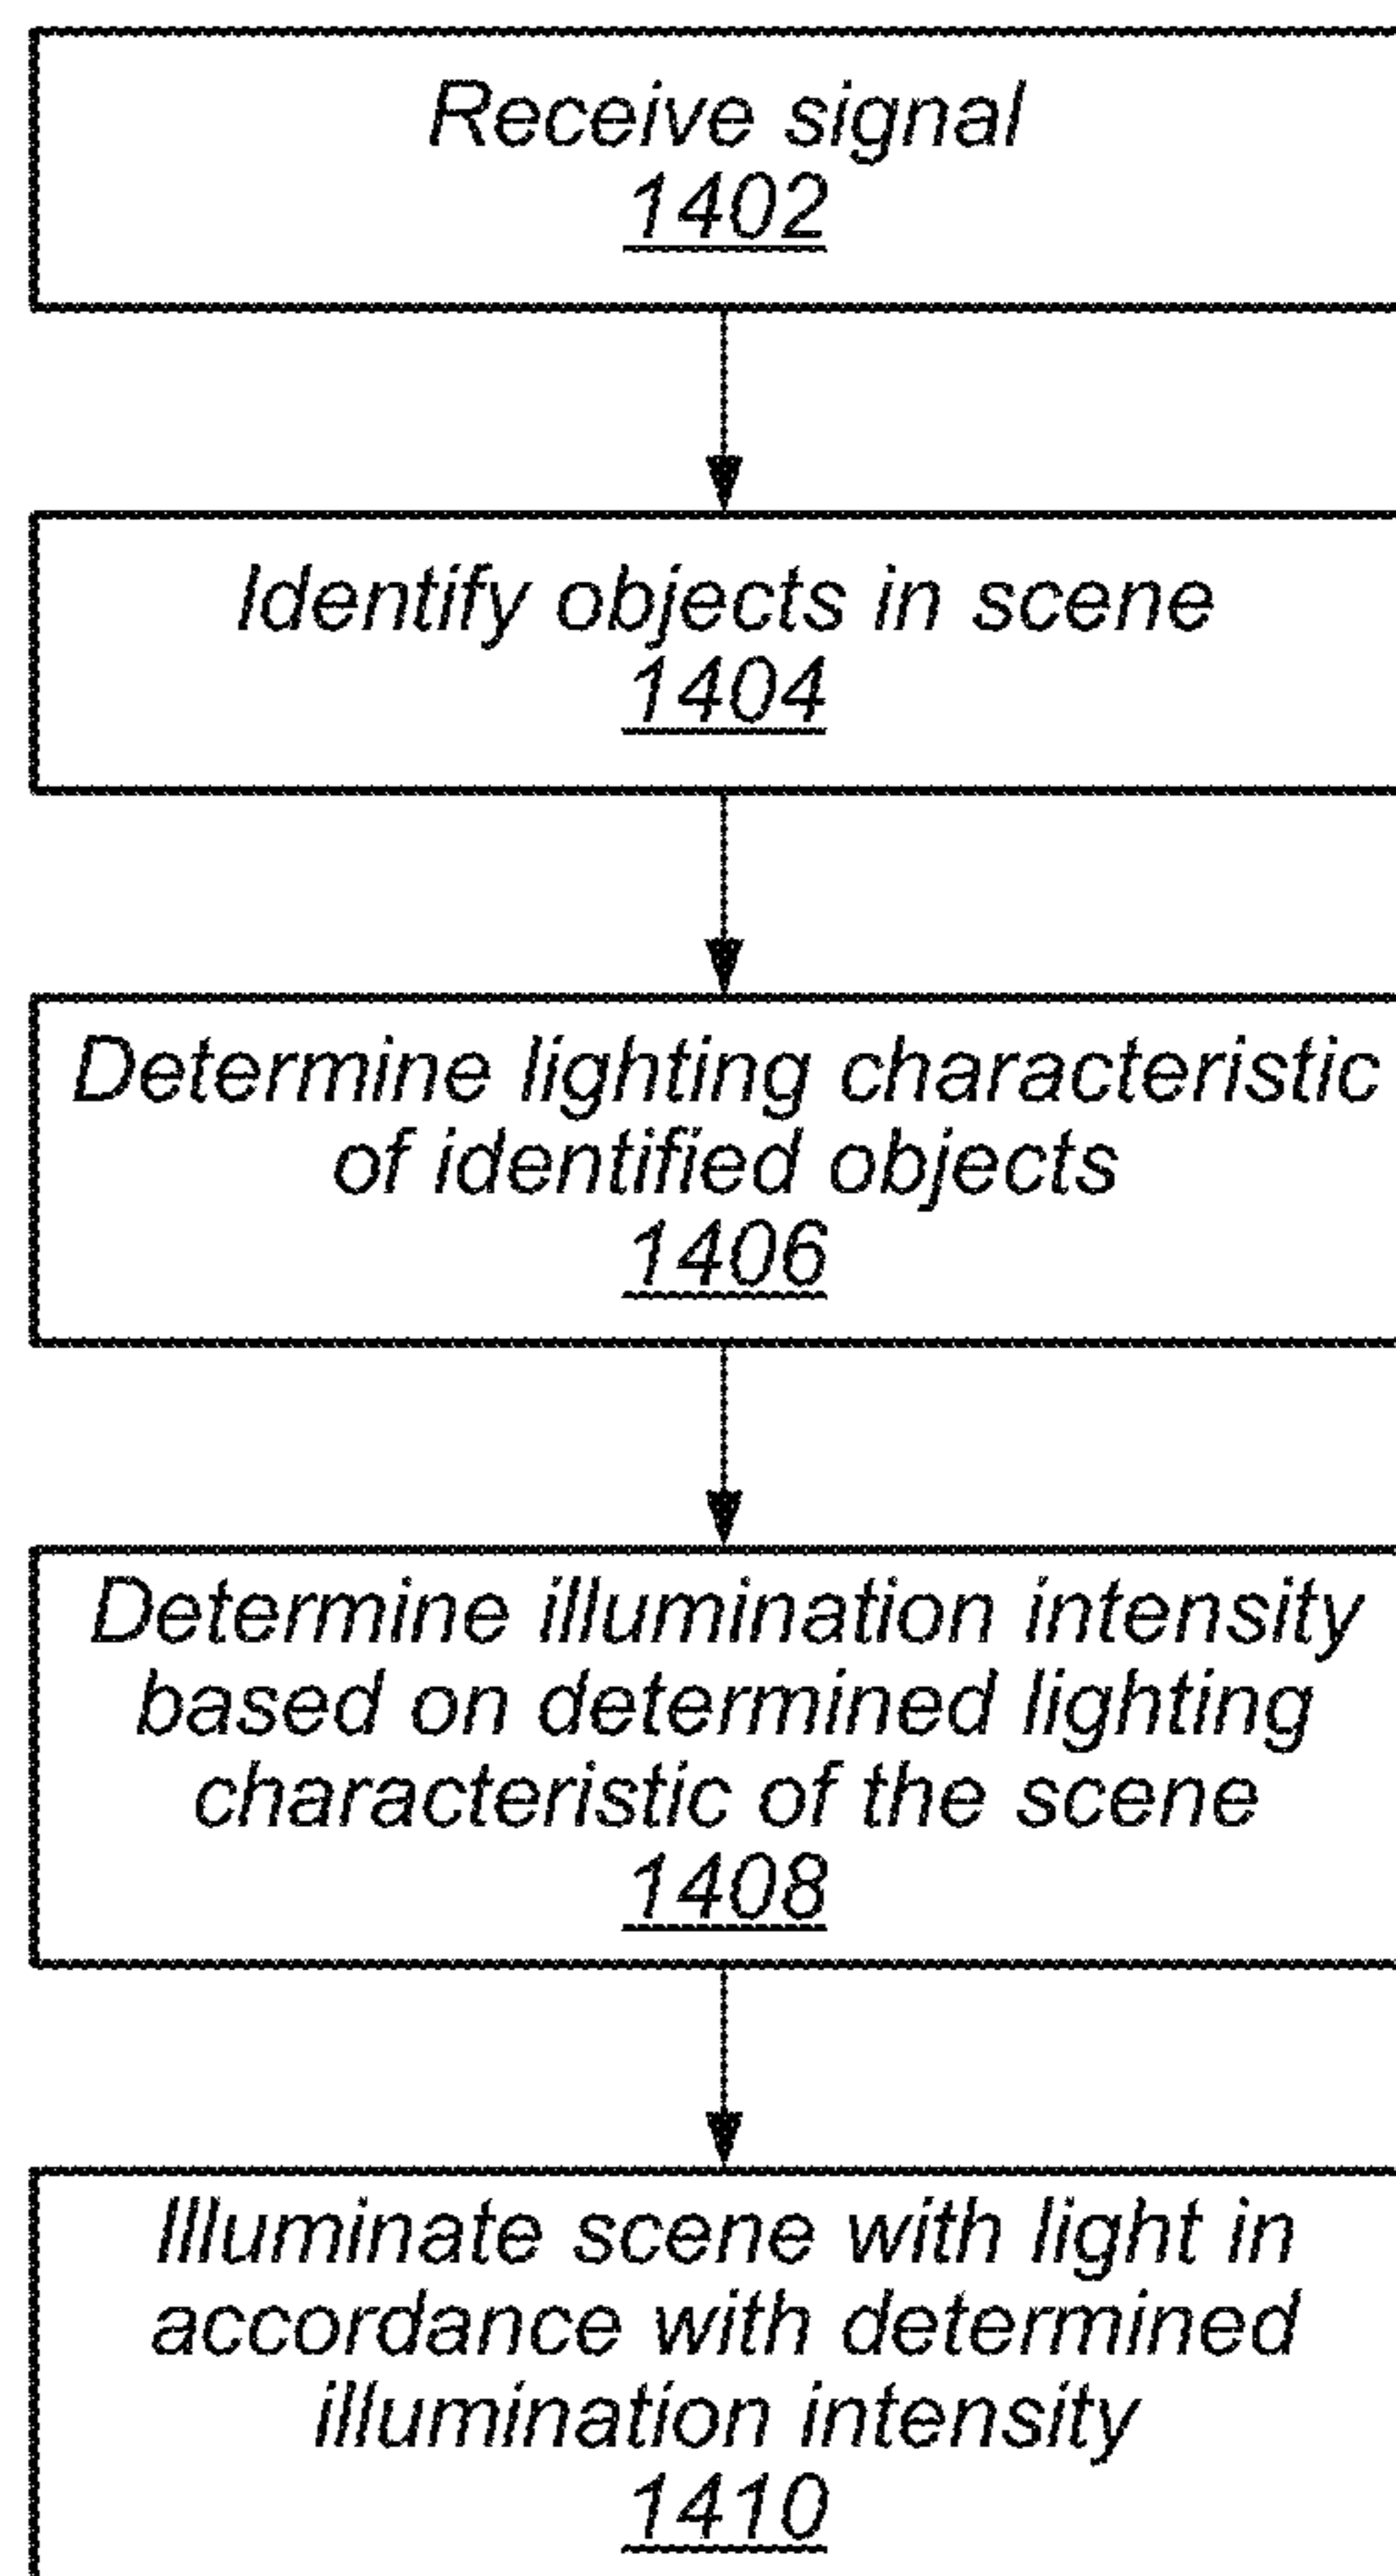 Receive signal
1402
Identify objects in scene
1404
Determine lighting characteristic
of identified objects
1406
Determine illumination intensity
based on determined lighting
characteristic of the scene
1408
Illuminate scene with light in
accordance with determined
illumination intensity
1410